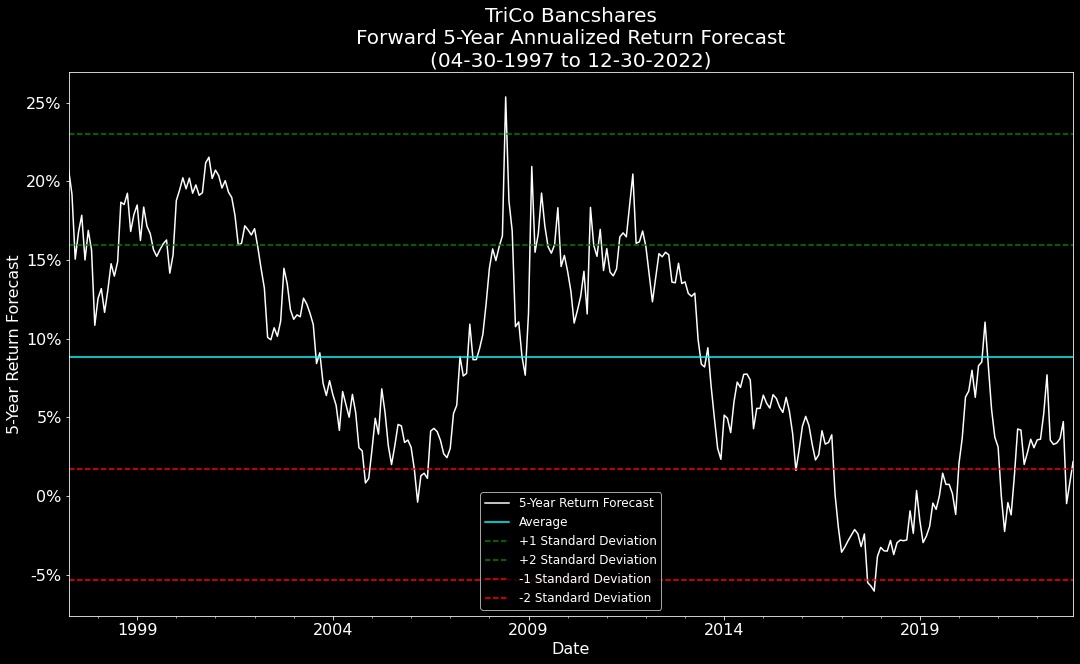 TriCo Bancshares
Forward 5-Year Annualized Return Forecast
(04-30-1997 to 12-30-2022)
25%
20%
15%
10%
5%
0%
-5%
5-Year Return Forecast
5-Year Return Forecast
Average
+1 Standard Deviation
+2 Standard Deviation
-1 Standard Deviation
-2 Standard Deviation
1999
2004
2009
2014
2019
Date